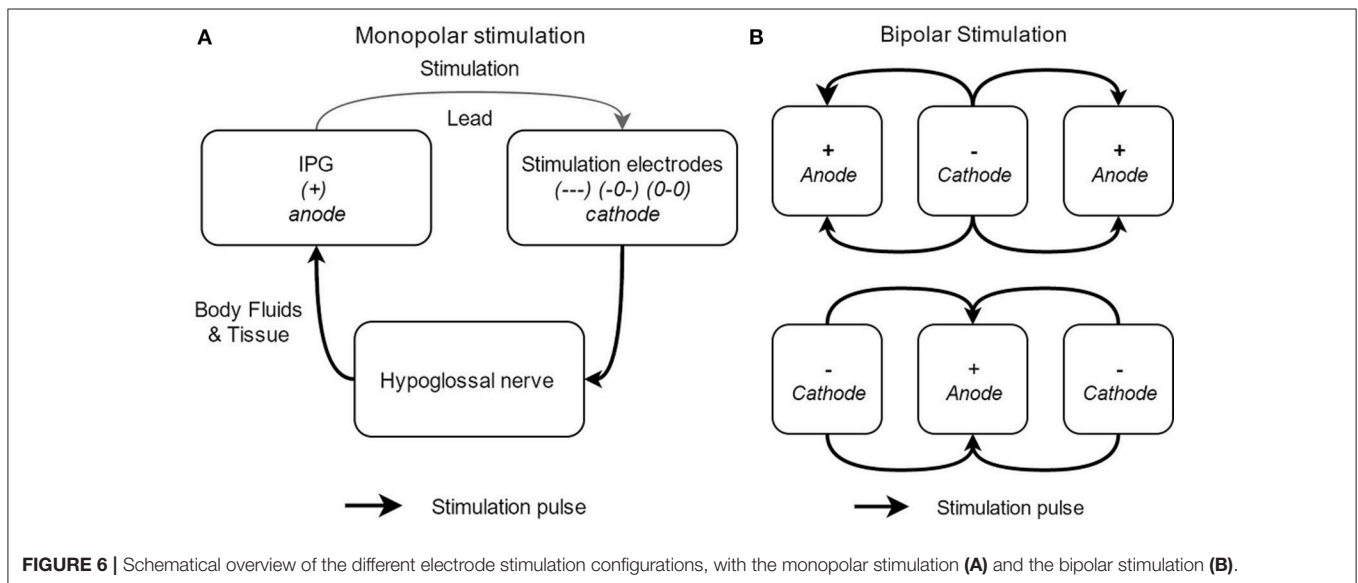 A
Monopolar stimulation
Stimulation
Lead
IPG
(+)
anode
Stimulation electrodes
(---) (-0-) (0-0)
cathode
Body Fluids
& Tissue
Hypoglossal nerve
Stimulation pulse
B
Bipolar Stimulation
+
Anode
-
Cathode
+
Anode
-
Cathode
+
Anode
-
Cathode
Stimulation pulse
FIGURE 6 | Schematical overview of the different electrode stimulation configurations, with the monopolar stimulation (A) and the bipolar stimulation (B).